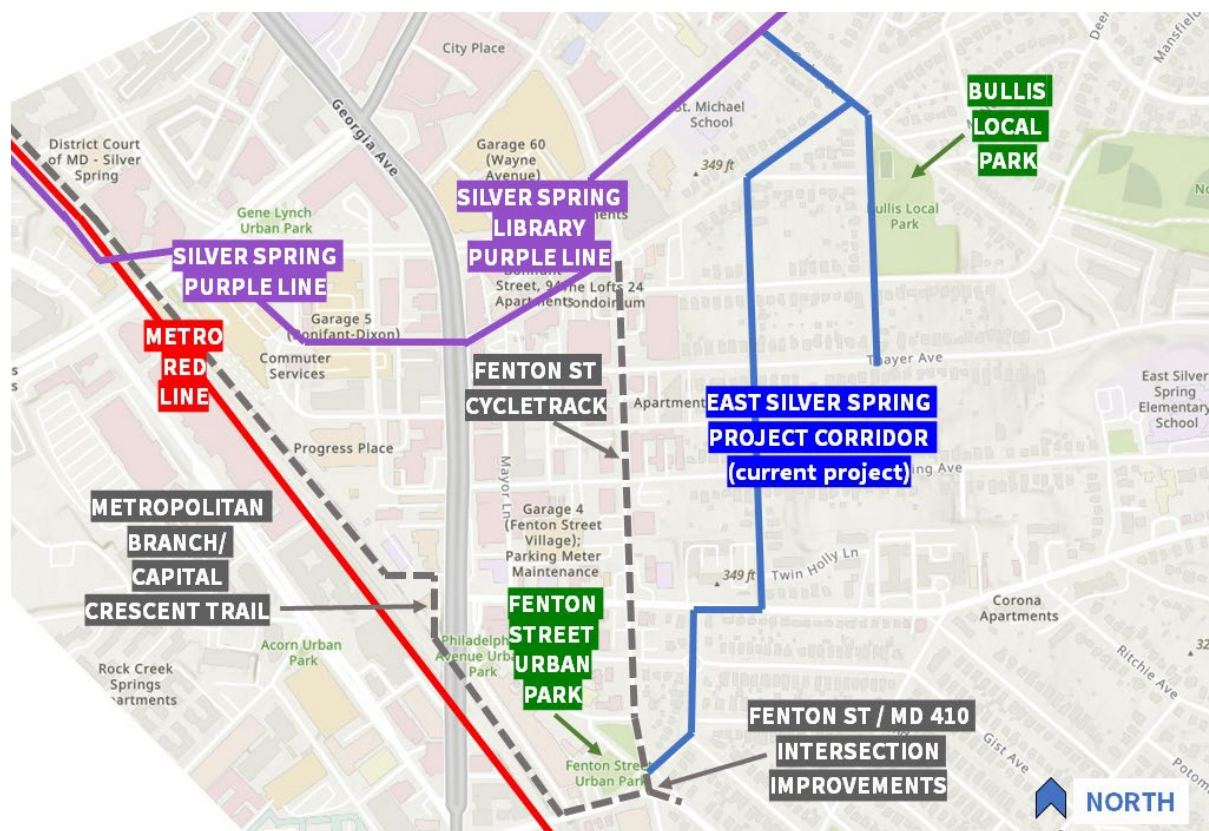 City Place
Georgia Ave
District Court
of MD - Silver
Spring
Garage 60
(Wayne
Avenue)
St. Michael
School
349 ft
BULLIS
LOCAL
PARK
Mansfield
Bullis Local
Park
Gene Lynch
Urban Park
SILVER SPRING
LIBRARY
PURPLE LINE
SILVER SPRING
PURPLE LINE
Bonifant
Street, 94
Apartments
The Lofts 24
Condominium
Garage 5
(Bonifant-Dixon)
METRO
RED
LINE
Commuter
Services
FENTON ST
CYCLETRACK
Thayer Ave
East Silver
Spring
Elementary
School
EAST SILVER SPRING
PROJECT CORRIDOR
(current project)
Progress Place
Mayor Ln
METROPOLITAN
BRANCH/
CAPITAL
CRESCENT TRAIL
Garage 4
(Fenton Street
Village);
Parking Meter
Maintenance
349 ft
Twin Holly Ln
Corona
Apartments
FENTON
STREET
URBAN
PARK
Acorn Urban
Park
Rock Creek
Springs
Ritchie Ave
FENTON ST / MD 410
INTERSECTION
IMPROVEMENTS
Gist Ave
Fenton Street
Urban Park
NORTH